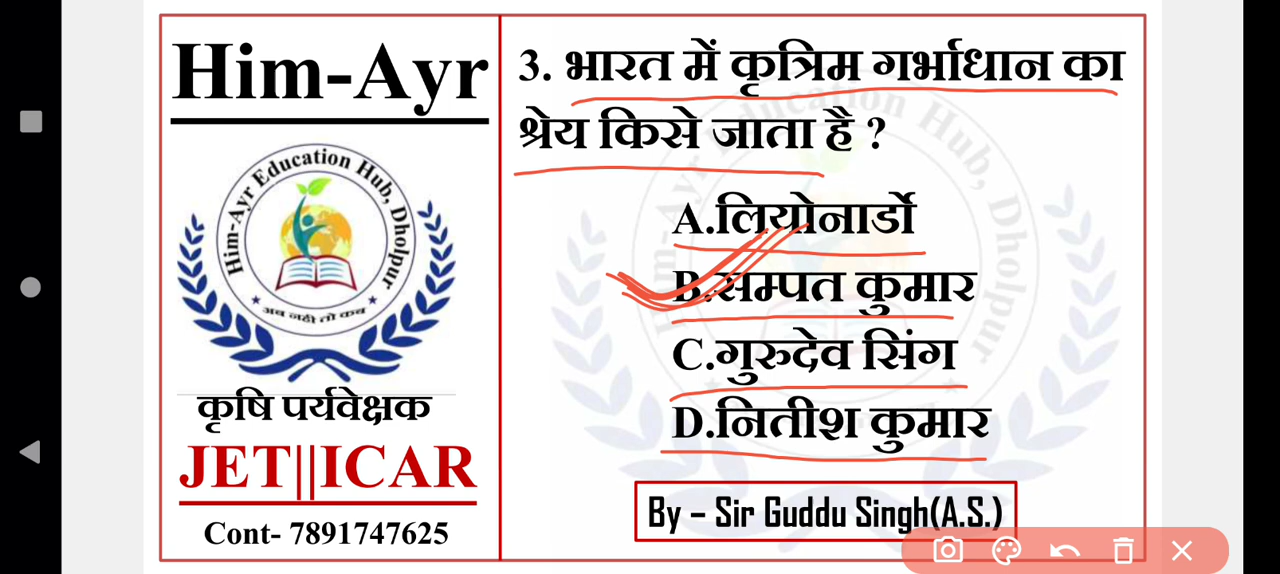 Him-Ayr
Him-Ayr Education Hub, Dholpur
अब नही तो कब
कृषि पर्यवेक्षक
JET||ICAR
Cont- 7891747625
3. भारत में कृत्रिम गर्भाधान का
श्रेय किसे जाता है ?
A.लियोनार्डो
B.सम्पत कुमार
C.गुरुदेव सिंग
D.नितीश कुमार
By – Sir Guddu Singh(A.S.)